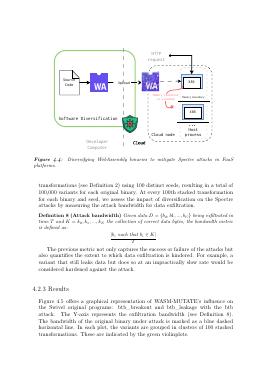 HTTP
request
Source
Code
WA
Upload
WA
Software Diversification
Developer
Computer
Cloud
Cloud node
Host
process
X86
X86
Figure 4.4: Diversifying WebAssembly binaries to mitigate Spectre attacks in FaaS
platforms.
transformations (see Definition 2) using 100 distinct seeds, resulting in a total of
100,000 variants for each original binary. At every 100th stacked transformation
for each binary and seed, we assess the impact of diversification on the Spectre
attacks by measuring the attack bandwidth for data exfiltration.
Definition 8 (Attack bandwidth) Given data D = {b₀, b₁, ..., b
being exfiltrated in
time T and K = k₁, k₂, ..., k
the collection of correct data bytes, the bandwidth metric
is defined as:
|b
such that b
∈ K|
T
The previous metric not only captures the success or failure of the attacks but
also quantifies the extent to which data exfiltration is hindered. For example, a
variant that still leaks data but does so at an impractically slow rate would be
considered hardened against the attack.
4.2.3 Results
Figure 4.5 offers a graphical representation of WASM-MUTATE's influence on
the Swivel original programs: btb_breakout and btb_leakage with the btb
attack. The Y-axis represents the exfiltration bandwidth (see Definition 8).
The bandwidth of the original binary under attack is marked as a blue dashed
horizontal line. In each plot, the variants are grouped in clusters of 100 stacked
transformations. These are indicated by the green violinplots.